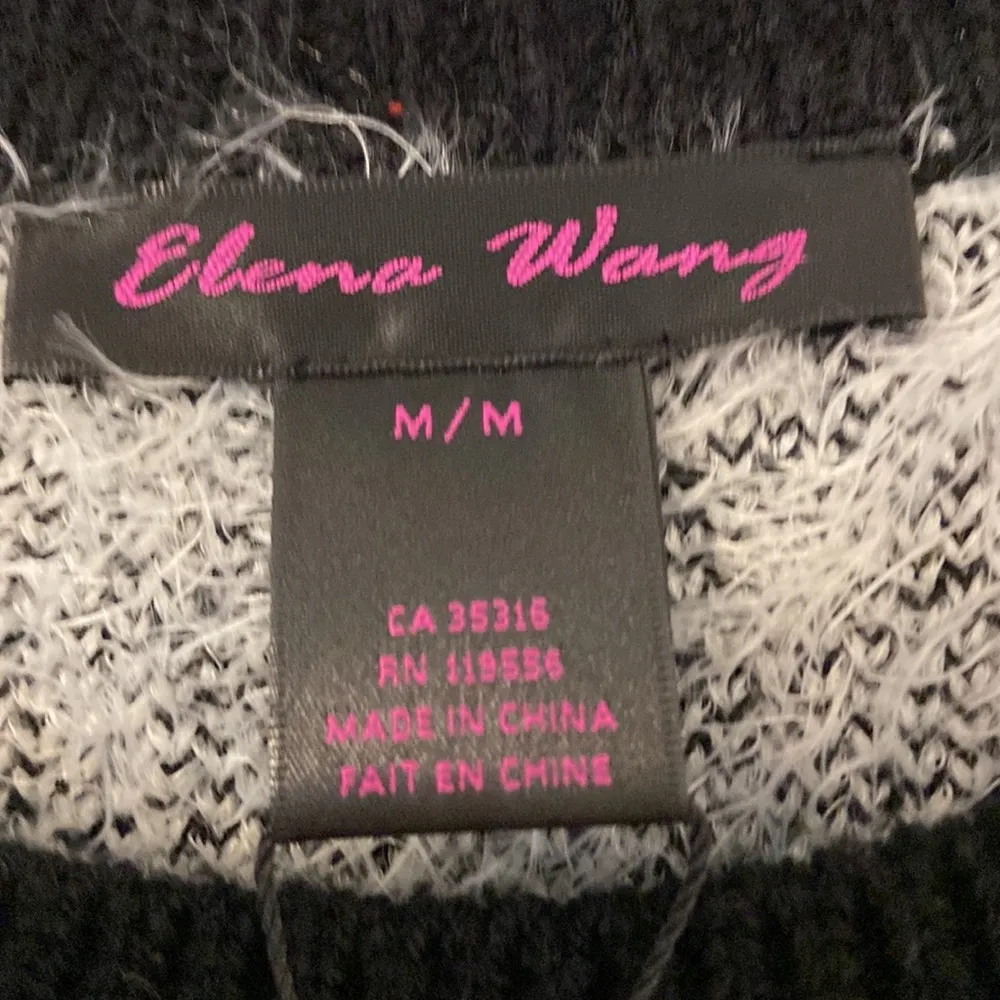 Elena Wang
M/M
CA 35316
RN 119556
MADE IN CHINA
FAIT EN CHINE